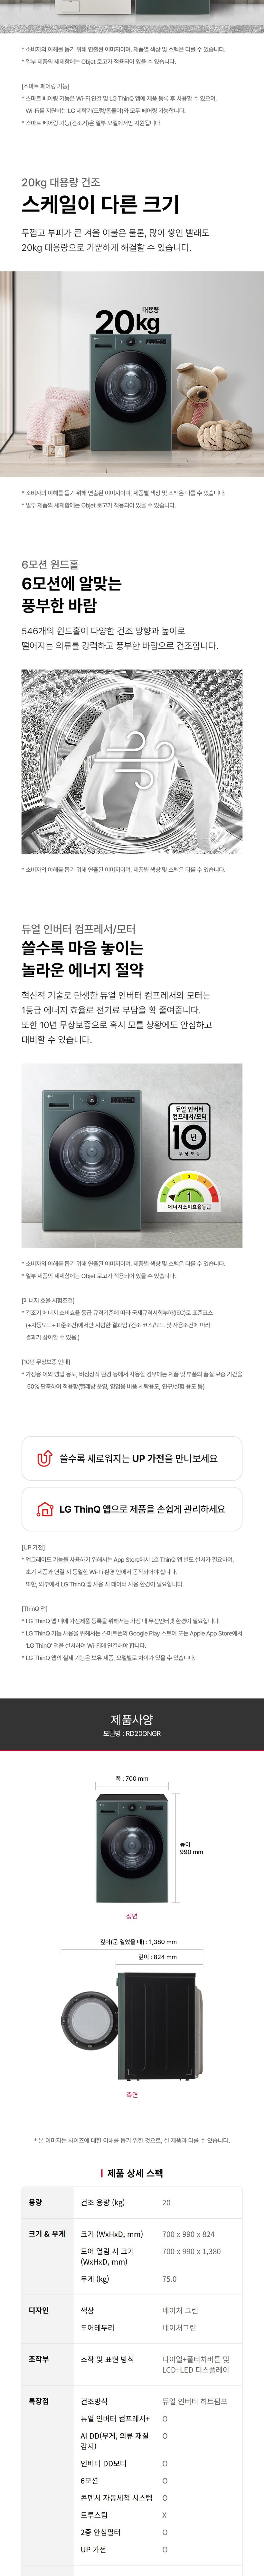 * 소비자의 이해를 돕기 위해 연출된 이미지이며, 제품별 색상 및 스펙은 다를 수 있습니다.
* 일부 제품의 세제함에는 Objet 로고가 적용되어 있을 수 있습니다.
[스마트 페어링 기능]
* 스마트 페어링 기능은 Wi-Fi 연결 및 LG ThinQ 앱에 제품 등록 후 사용할 수 있으며,
Wi-Fi를 지원하는 LG 세탁기(드럼/통돌이)와 모두 페어링 가능합니다.
* 스마트 페어링 기능(건조기)은 일부 모델에서만 지원됩니다.
20kg 대용량 건조
스케일이 다른 크기
두껍고 부피가 큰 겨울 이불은 물론, 많이 쌓인 빨래도
20kg 대용량으로 가뿐하게 해결할 수 있습니다.
대용량
20kg
A
* 소비자의 이해를 돕기 위해 연출된 이미지이며, 제품별 색상 및 스펙은 다를 수 있습니다.
* 일부 제품의 세제함에는 Objet 로고가 적용되어 있을 수 있습니다.
6모션 윈드홀
6모션에 알맞는
풍부한 바람
546개의 윈드홀이 다양한 건조 방향과 높이로
떨어지는 의류를 강력하고 풍부한 바람으로 건조합니다.
* 소비자의 이해를 돕기 위해 연출된 이미지이며, 제품별 색상 및 스펙은 다를 수 있습니다.
듀얼 인버터 컴프레서/모터
쓸수록 마음 놓이는
놀라운 에너지 절약
혁신적 기술로 탄생한 듀얼 인버터 컴프레서와 모터는
1등급 에너지 효율로 전기료 부담을 확 줄여줍니다.
또한 10년 무상보증으로 혹시 모를 상황에도 안심하고
대비할 수 있습니다.
듀얼 인버터
컴프레서/모터
10년
무상보증
1
에너지소비효율등급
* 소비자의 이해를 돕기 위해 연출된 이미지이며, 제품별 색상 및 스펙은 다를 수 있습니다.
* 일부 제품의 세제함에는 Objet 로고가 적용되어 있을 수 있습니다.
[에너지 효율 시험조건]
* 건조기 에너지 소비효율 등급 규격기준에 따라 국제규격시험부하(IEC)로 표준코스
(+자동모드+표준조건)에서만 시험한 결과임.(건조 코스/모드 및 사용조건에 따라
결과가 상이할 수 있음.)
[10년 무상보증 안내]
* 가정용 이외 영업 용도, 비정상적 환경 등에서 사용할 경우에는 제품 및 부품의 품질 보증 기간을
50% 단축하여 적용함(빨래방 운영, 영업용 비품 세탁용도, 연구/실험 용도 등)
쓸수록 새로워지는 UP 가전을 만나보세요
LG ThinQ 앱으로 제품을 손쉽게 관리하세요
[UP 가전]
* 업그레이드 기능을 사용하기 위해서는 App Store에서 LG ThinQ 앱 별도 설치가 필요하며,
초기 제품과 연결 시 동일한 Wi-Fi 환경 안에서 동작되어야 합니다.
또한, 외부에서 LG ThinQ 앱 사용 시 데이터 사용 환경이 필요합니다.
[ThinQ 앱]
* LG ThinQ 앱 내에 가전제품 등록을 위해서는 가정 내 무선인터넷 환경이 필요합니다.
* LG ThinQ 기능 사용을 위해서는 스마트폰의 Google Play 스토어 또는 Apple App Store에서
'LG ThinQ' 앱을 설치하여 Wi-Fi에 연결해야 합니다.
* LG ThinQ 앱의 실제 기능은 보유 제품, 모델별로 차이가 있을 수 있습니다.
제품사양
모델명 : RD20GNGR
폭 : 700 mm
높이
990 mm
정면
깊이(문 열었을 때) : 1,380 mm
깊이 : 824 mm
측면
* 본 이미지는 사이즈에 대한 이해를 돕기 위한 것으로, 실 제품과 다를 수 있습니다.
제품 상세 스펙
용량 건조 용량 (kg) 20
크기 & 무게 크기 (WxHxD, mm) 700 x 990 x 824
도어 열림 시 크기 700 x 990 x 1,380
(WxHxD, mm)
무게 (kg) 75.0
디자인 색상 네이처 그린
도어테두리 네이처그린
조작부 조작 및 표현 방식 다이얼+풀터치버튼 및
LCD+LED 디스플레이
특장점 건조방식 듀얼 인버터 히트펌프
듀얼 인버터 컴프레서+ O
AI DD(무게, 의류 재질 O
감지)
인버터 DD모터 O
6모션 O
콘덴서 자동세척 시스템 O
트루스팀 X
2중 안심필터 O
UP 가전 O